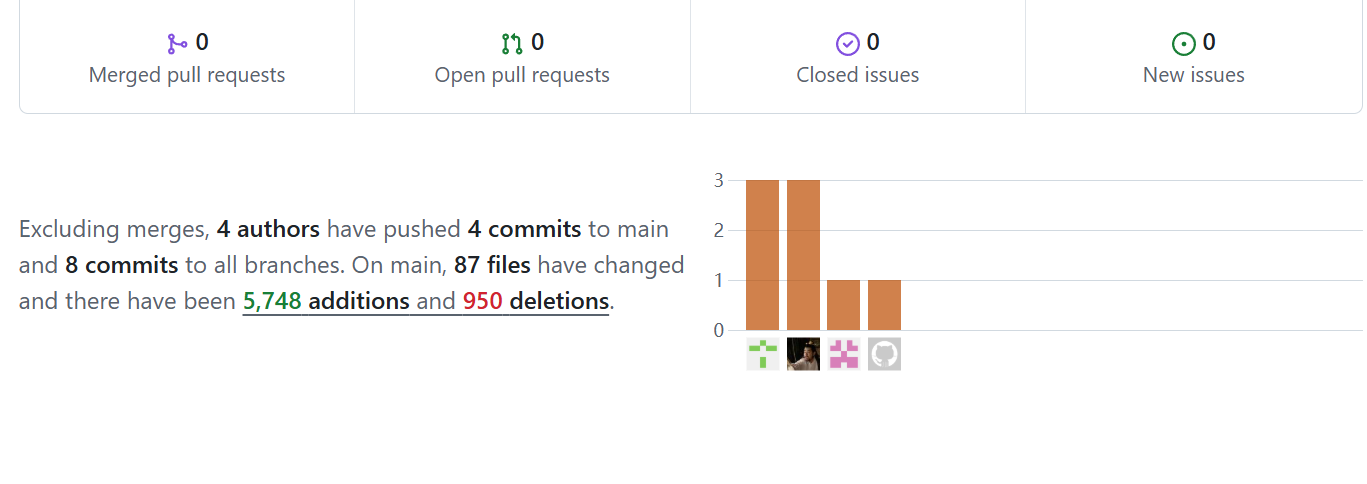 0
Merged pull requests
0
Open pull requests
0
Closed issues
0
New issues
Excluding merges, 4 authors have pushed 4 commits to main
and 8 commits to all branches. On main, 87 files have changed
and there have been 5,748 additions and 950 deletions.
3
2
1
0